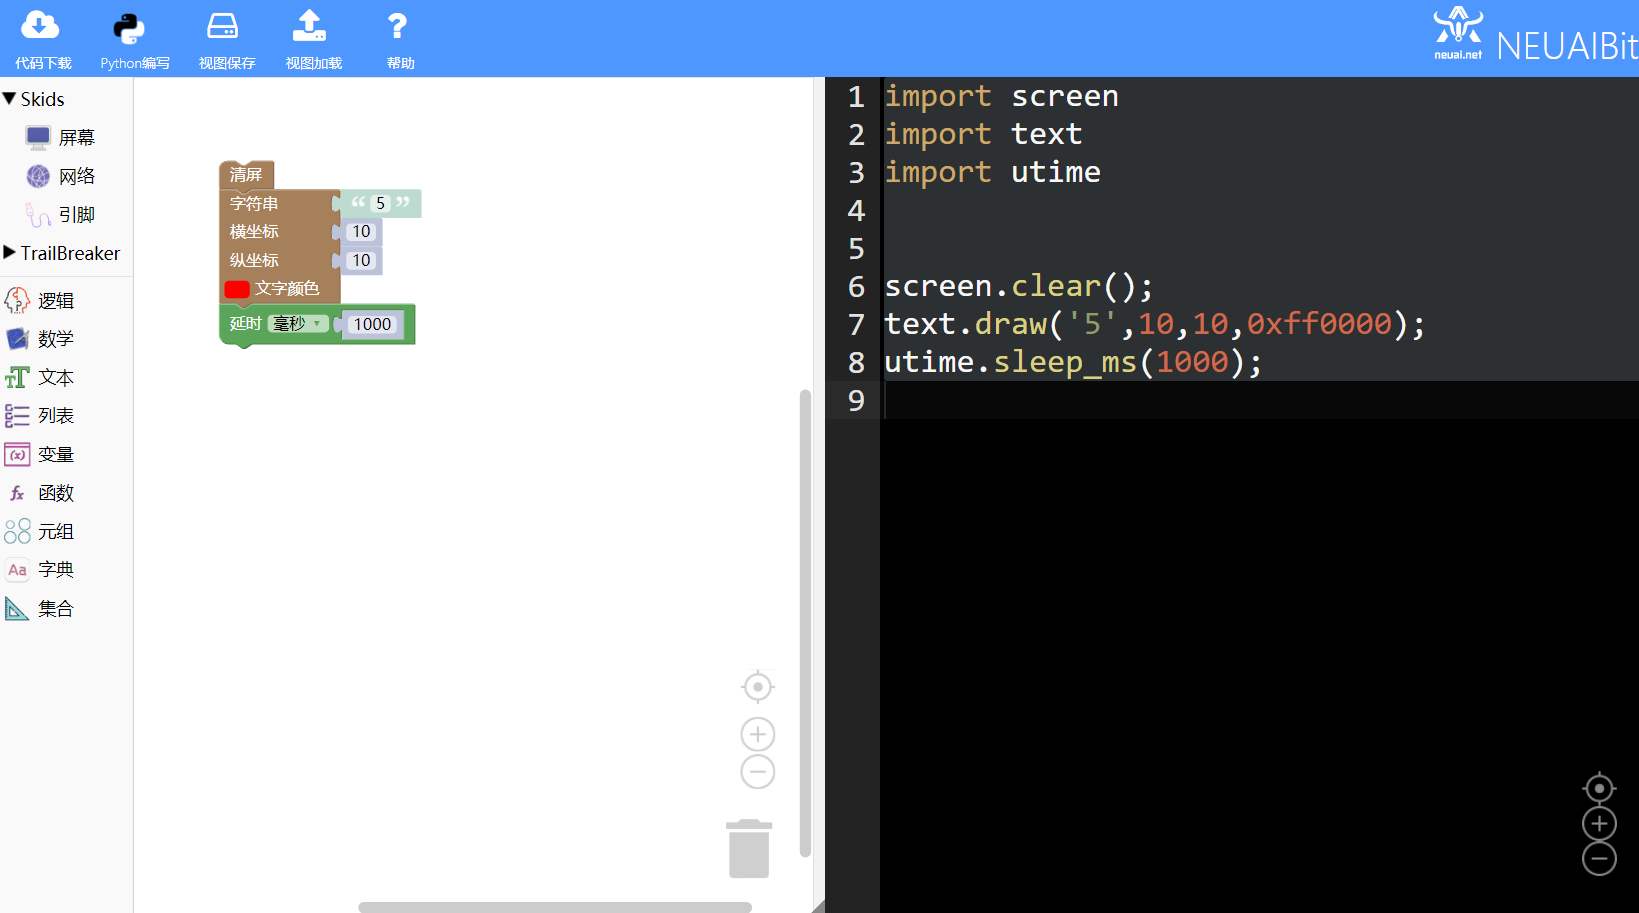 代码下载
Python编写
视图保存
视图加载
?
帮助
neuai.net
NEUAIBit
Skids
屏幕
网络
引脚
TrailBreaker
逻辑
数学
文本
列表
变量
函数
元组
Aa 字典
集合
清屏
字符串 “ 5 ”
横坐标 10
纵坐标 10
文字颜色
延时 毫秒 1000
1 import screen
2 import text
3 import utime
4
5
6 screen.clear();
7 text.draw('5',10,10,0xff0000);
8 utime.sleep_ms(1000);
9